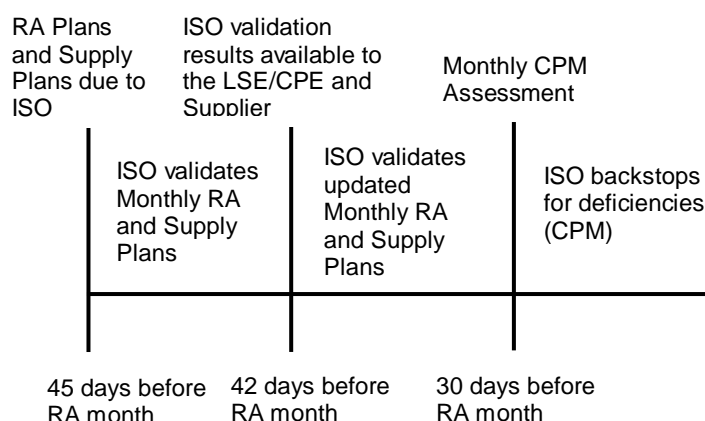 RA Plans
and Supply
Plans due to
ISO
ISO validation
results available to
the LSE/CPE and
Supplier
Monthly CPM
Assessment
ISO validates
Monthly RA
and Supply
Plans
ISO validates
updated
Monthly RA
and Supply
Plans
ISO backstops
for deficiencies
(CPM)
45 days before
RA month
42 days before
RA month
30 days before
RA month